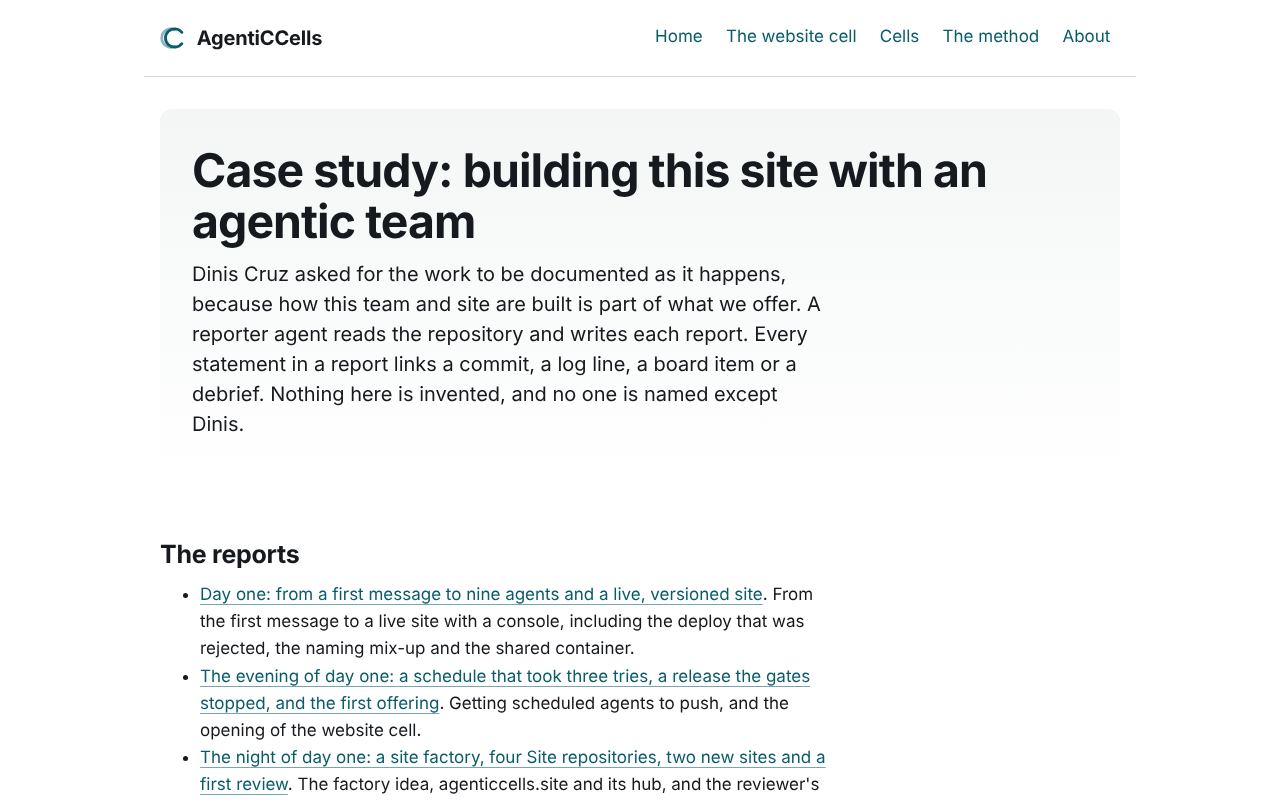 AgentiCCells
Home
The website cell
Cells
The method
About
Case study: building this site with an
agentic team
Dinis Cruz asked for the work to be documented as it happens,
because how this team and site are built is part of what we offer. A
reporter agent reads the repository and writes each report. Every
statement in a report links a commit, a log line, a board item or a
debrief. Nothing here is invented, and no one is named except
Dinis.
The reports
Day one: from a first message to nine agents and a live, versioned site. From
the first message to a live site with a console, including the deploy that was
rejected, the naming mix-up and the shared container.
The evening of day one: a schedule that took three tries, a release the gates
stopped, and the first offering. Getting scheduled agents to push, and the
opening of the website cell.
The night of day one: a site factory, four Site repositories, two new sites and a
first review. The factory idea, agenticcells.site and its hub, and the reviewer's